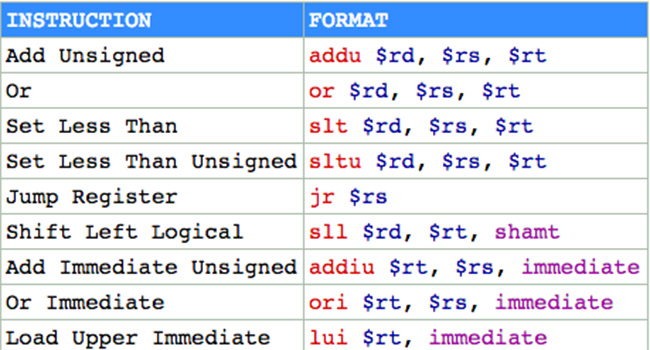 INSTRUCTION FORMAT
Add Unsigned addu $rd, $rs, $rt
Or or $rd, $rs, $rt
Set Less Than slt $rd, $rs, $rt
Set Less Than Unsigned sltu $rd, $rs, $rt
Jump Register jr $rs
Shift Left Logical sll $rd, $rt, shamt
Add Immediate Unsigned addiu $rt, $rs, immediate
Or Immediate ori $rt, $rs, immediate
Load Upper Immediate lui $rt, immediate